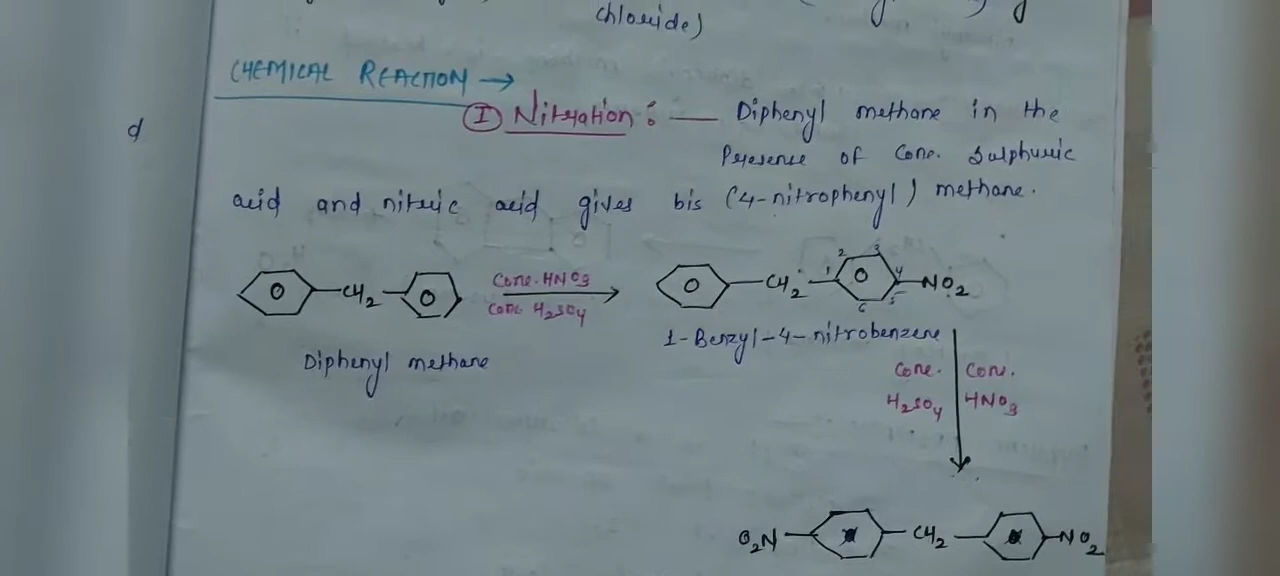 chloride)
CHEMICAL REACTION →
I Nitration : — Diphenyl methane in the
Presence of Conc. Sulphuric
acid and nitric acid gives bis (4-nitrophenyl) methane.
CH2 Conc. HNO3 CH2 1 2 3 4 5 6 NO2
Conc. H2SO4
1-Benzyl-4-nitrobenzene
Diphenyl methane
Conc. Conc.
H2SO4 HNO3
O2N CH2 NO2
d